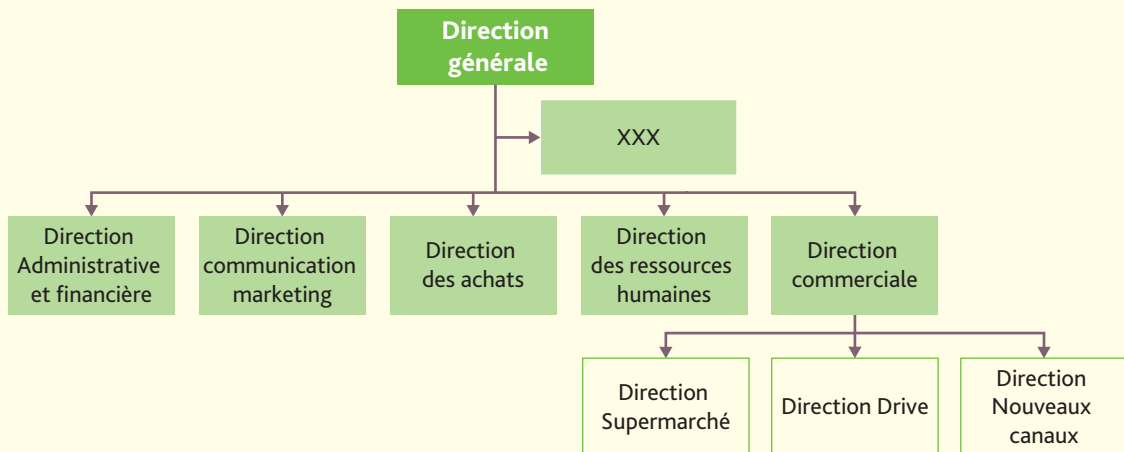 Direction
générale
XXX
Direction
Administrative
et financière
Direction
communication
marketing
Direction
des achats
Direction
des ressources
humaines
Direction
commerciale
Direction
Supermarché
Direction Drive
Direction
Nouveaux
canaux